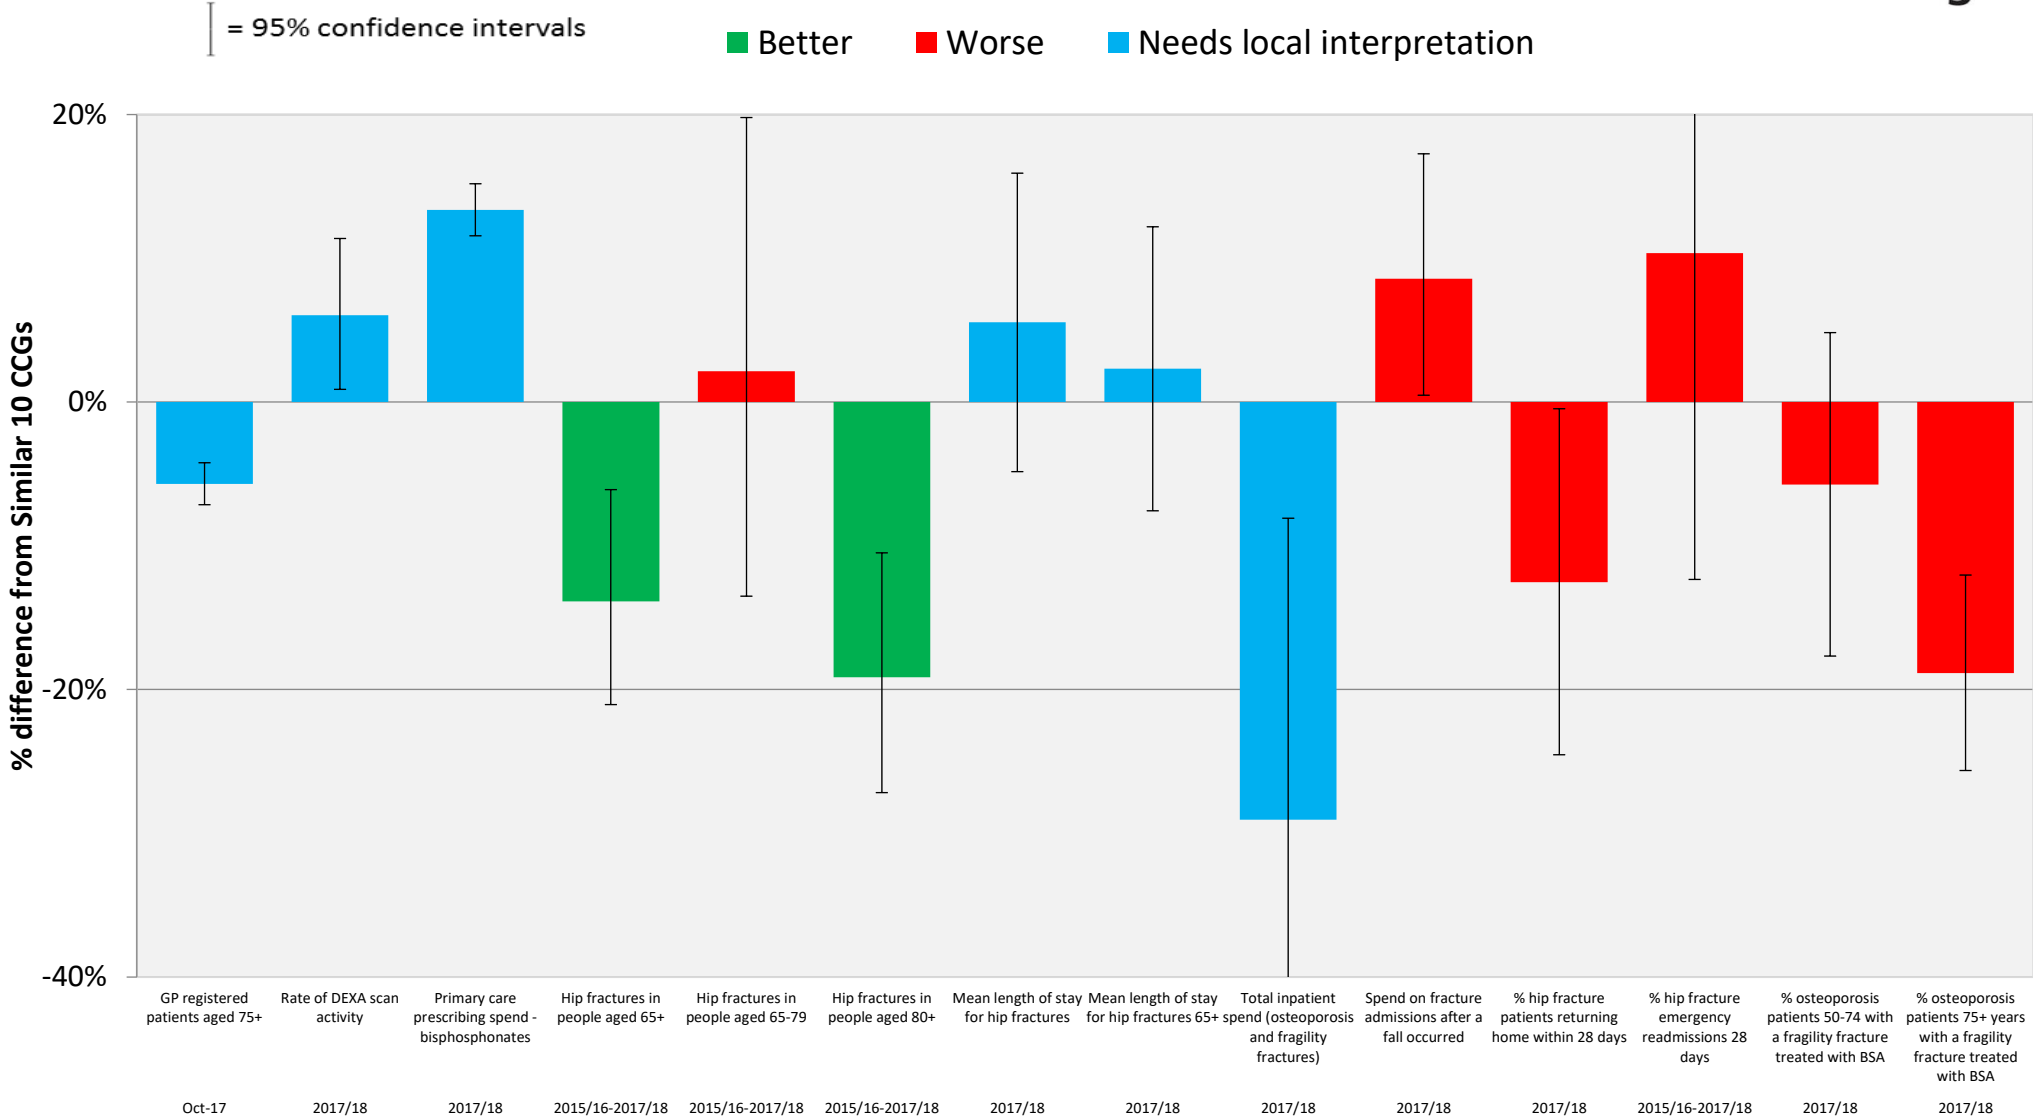 = 95% confidence intervals
Better
Worse
Needs local interpretation
% difference from Similar 10 CCGs
20%
0%
-20%
-40%
GP registered
patients aged 75+
Oct-17
Rate of DEXA scan
activity
2017/18
Primary care
prescribing spend -
bisphosphonates
2017/18
Hip fractures in
people aged 65+
2015/16-2017/18
Hip fractures in
people aged 65-79
2015/16-2017/18
Hip fractures in
people aged 80+
2015/16-2017/18
Mean length of stay
for hip fractures
2017/18
Mean length of stay
for hip fractures 65+
2017/18
Total inpatient
spend (osteoporosis
and fragility
fractures)
2017/18
Spend on fracture
admissions after a
fall occurred
2017/18
% hip fracture
patients returning
home within 28 days
2017/18
% hip fracture
emergency
readmissions 28
days
2015/16-2017/18
% osteoporosis
patients 50-74 with
a fragility fracture
treated with BSA
2017/18
% osteoporosis
patients 75+ years
with a fragility
fracture treated
with BSA
2017/18